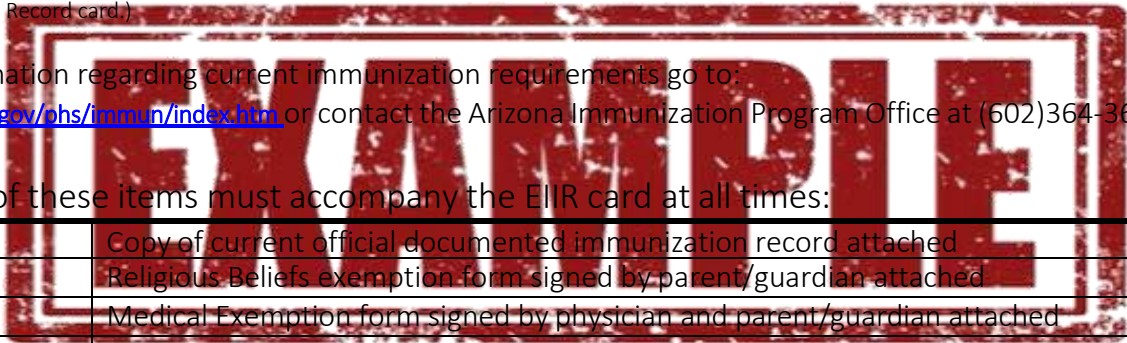 Record card.)
nation regarding current immunization requirements go to:
gov/phs/immun/index.htm or contact the Arizona Immunization Program Office at (602)364-36
of these items must accompany the EIIR card at all times:
Copy of current official documented immunization record attached
Religious Beliefs exemption form signed by parent/guardian attached
Medical Exemption form signed by physician and parent/guardian attached
EXAMPLE